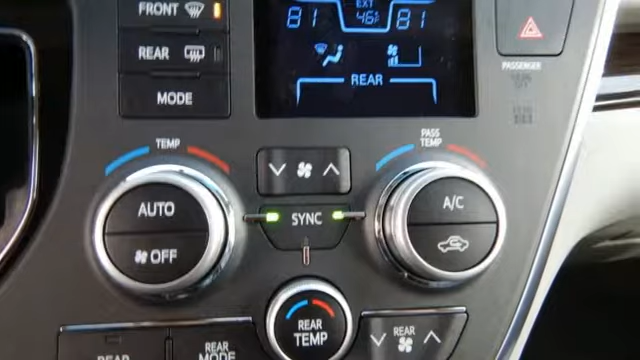 FRONT
EXT
81 46°F 81
REAR
REAR
MODE
PASSENGER
TEMP
PASS
TEMP
AUTO
OFF
SYNC
A/C
REAR
TEMP
REAR
REAR
MODE
REAR